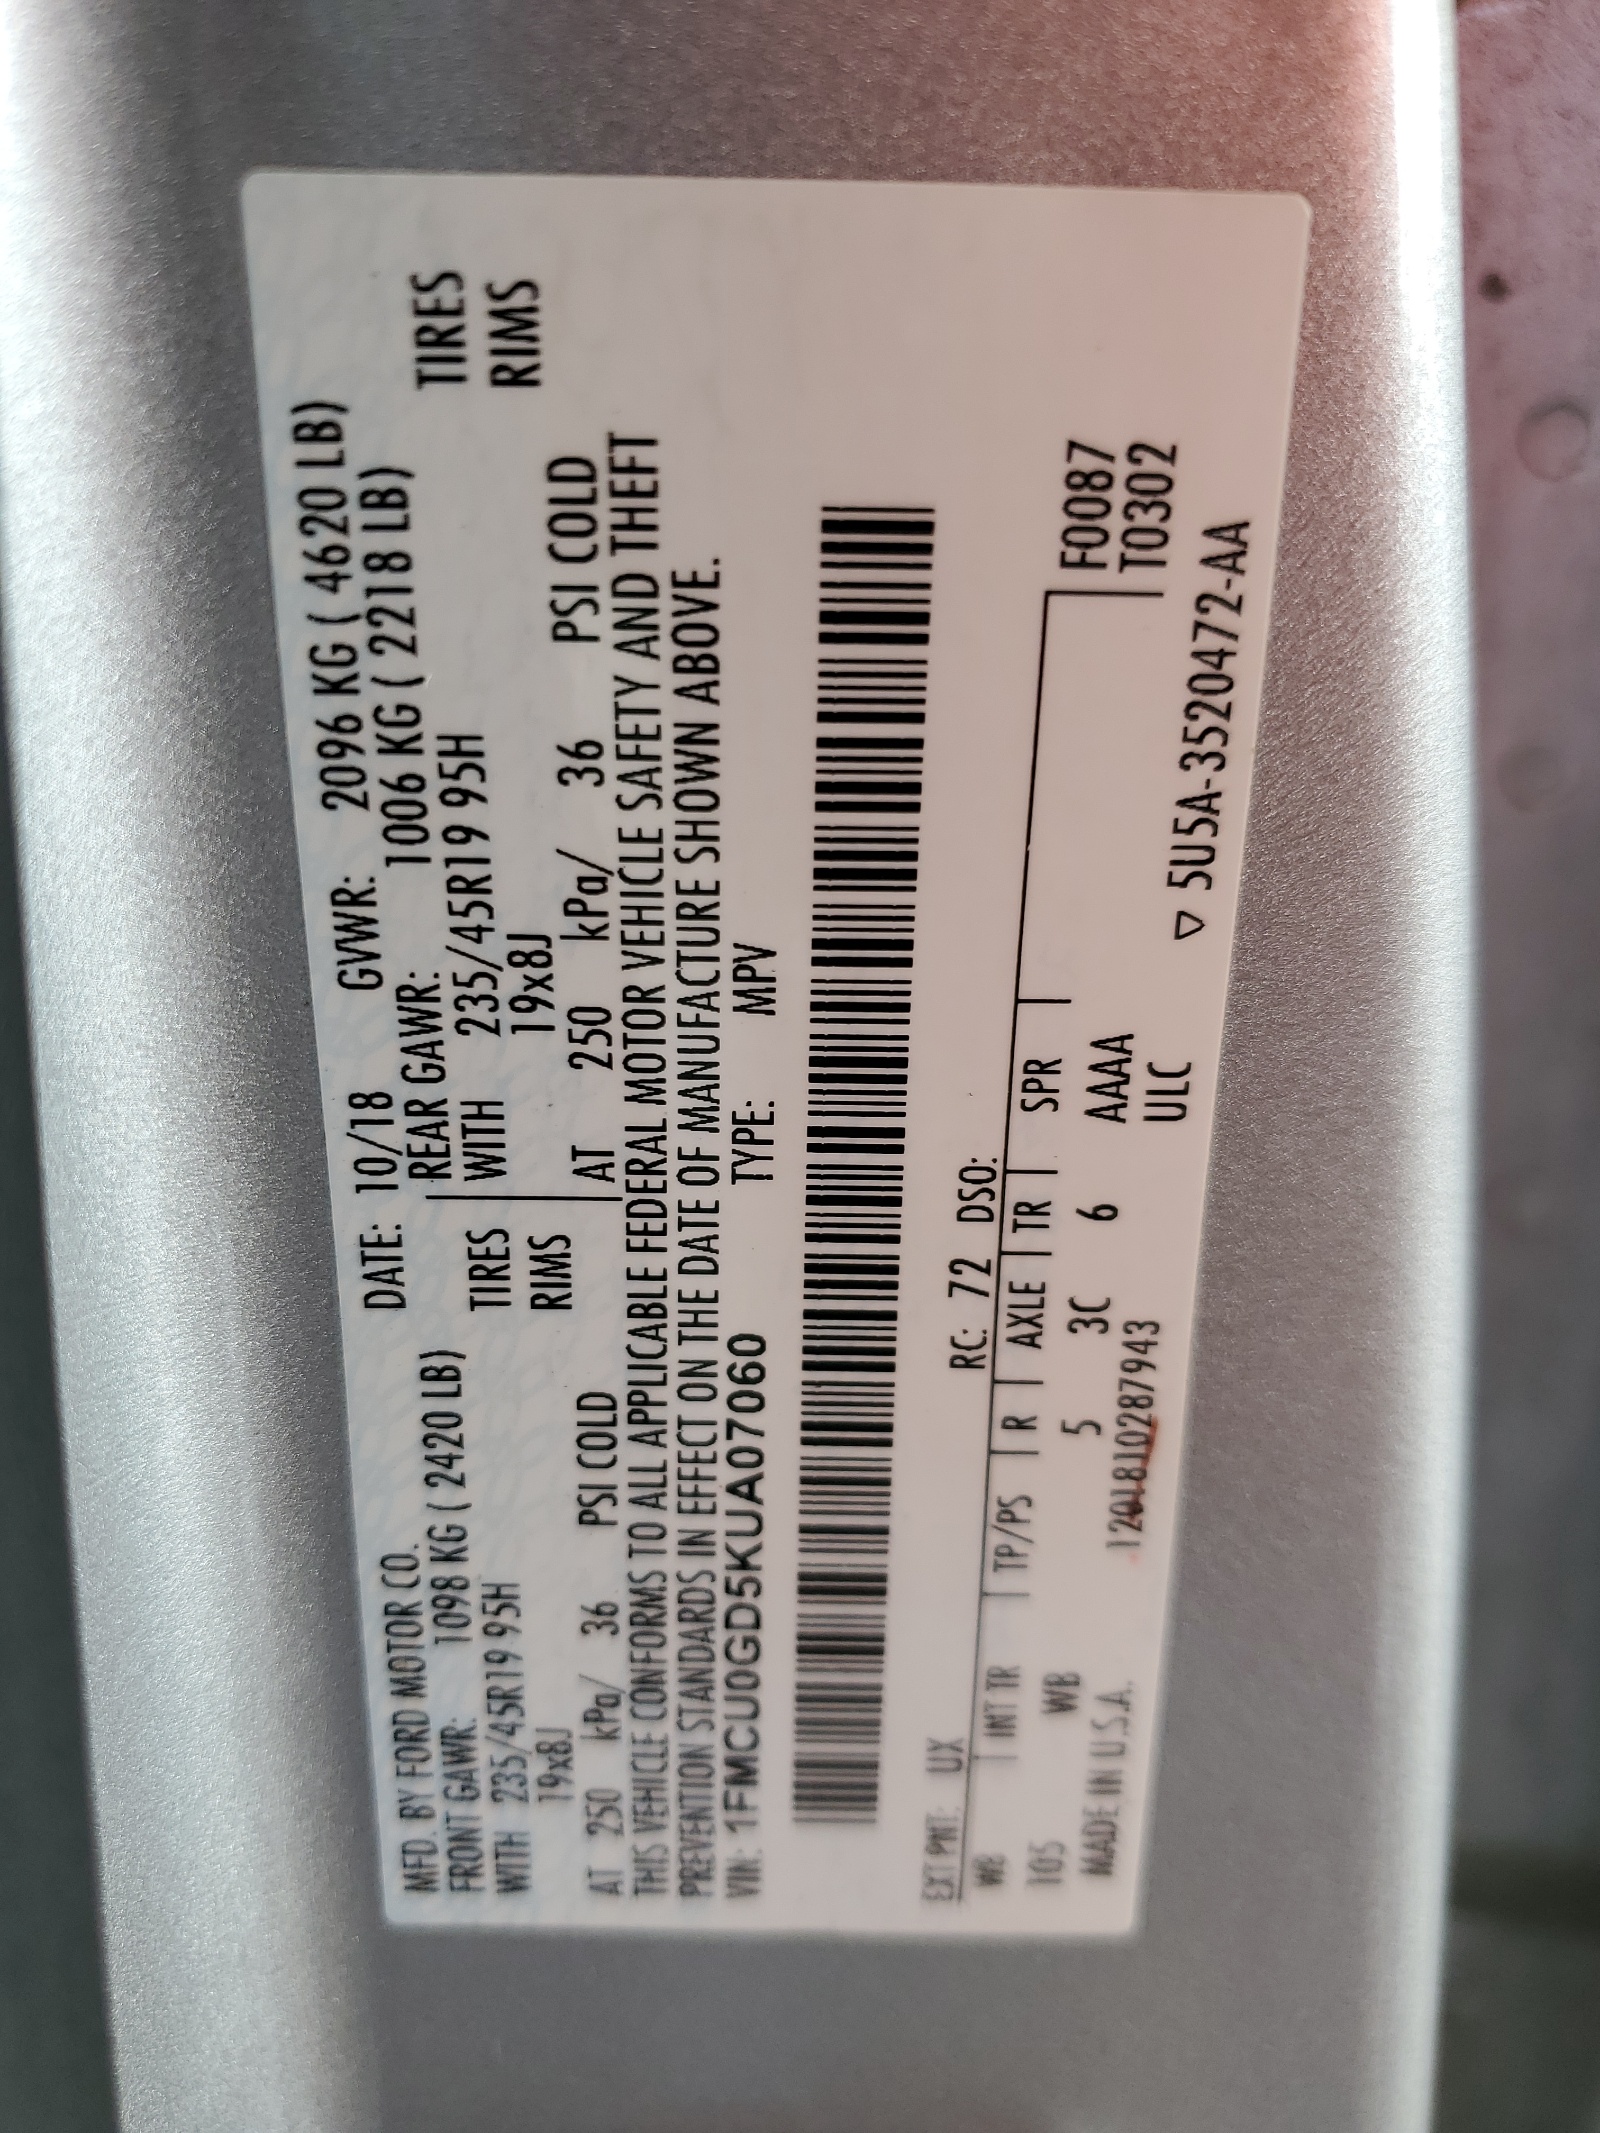 MFD. BY FORD MOTOR CO. DATE: 10/18 GVWR: 2096 KG ( 4620 LB)
FRONT GAWR: 1098 KG ( 2420 LB) REAR GAWR: 1006 KG ( 2218 LB)
WITH 235/45R19 95H TIRES WITH 235/45R19 95H TIRES
19x8J RIMS 19x8J RIMS
AT 250 kPa/ 36 PSI COLD AT 250 kPa/ 36 PSI COLD
THIS VEHICLE CONFORMS TO ALL APPLICABLE FEDERAL MOTOR VEHICLE SAFETY AND THEFT
PREVENTION STANDARDS IN EFFECT ON THE DATE OF MANUFACTURE SHOWN ABOVE.
VIN: 1FMCU0GD5KUA07060 TYPE: MPV
EXT PNT: UX RC: 72 DSO:
WB | INT TR | TP/PS | R | AXLE | TR | SPR | F0087
105 WB 5 3C 6 AAAA T0302
MADE IN U.S.A. 1201810287943 ULC
▽ 5U5A-3520472-AA